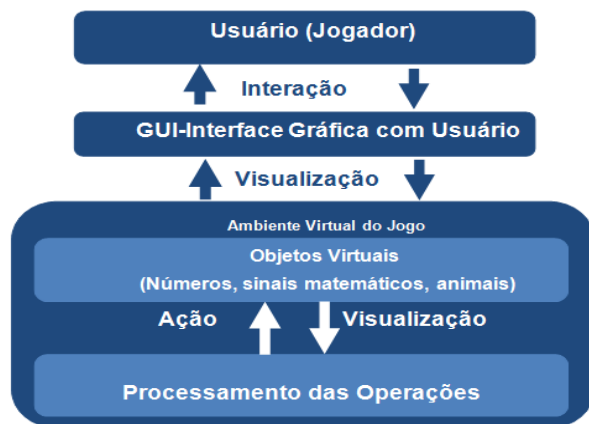 Usuário (Jogador)
Interação
GUI-Interface Gráfica com Usuário
Visualização
Ambiente Virtual do Jogo
Objetos Virtuais
(Números, sinais matemáticos, animais)
Ação Visualização
Processamento das Operações